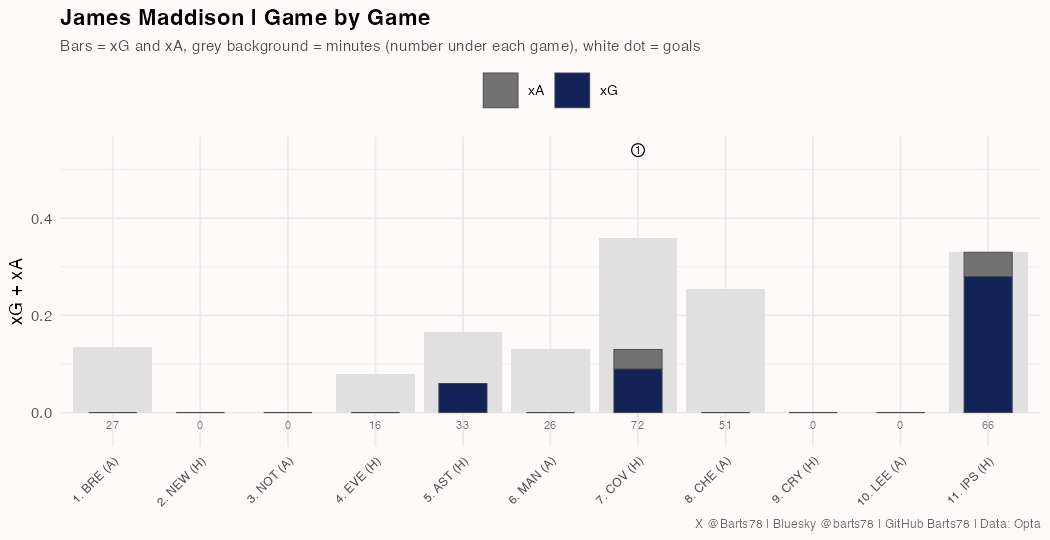 James Maddison | Game by Game
Bars = xG and xA, grey background = minutes (number under each game), white dot = goals
xA xG
1
xG + xA
0.4
0.2
0.0
27 0 0 16 33 26 72 51 0 0 66
1. BRE (A) 2. NEW (H) 3. NOT (A) 4. EVE (H) 5. AST (H) 6. MAN (A) 7. COV (H) 8. CHE (A) 9. CRY (H) 10. LEE (A) 11. IPS (H)
X @Barts78 | Bluesky @barts78 | GitHub Barts78 | Data: Opta